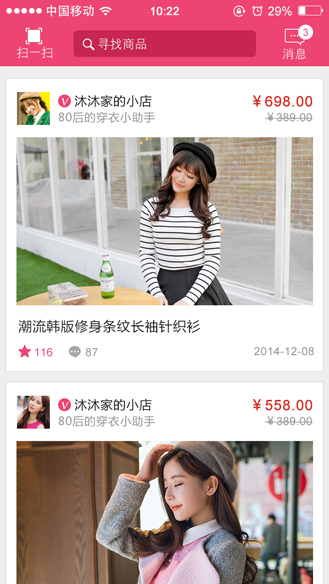 中国移动 10:22 29%
扫一扫 寻找商品 3 消息
V 沐沐家的小店 ¥698.00
80后的穿衣小助手 ¥389.00
潮流韩版修身条纹长袖针织衫
116 87 2014-12-08
V 沐沐家的小店 ¥558.00
80后的穿衣小助手 ¥389.00